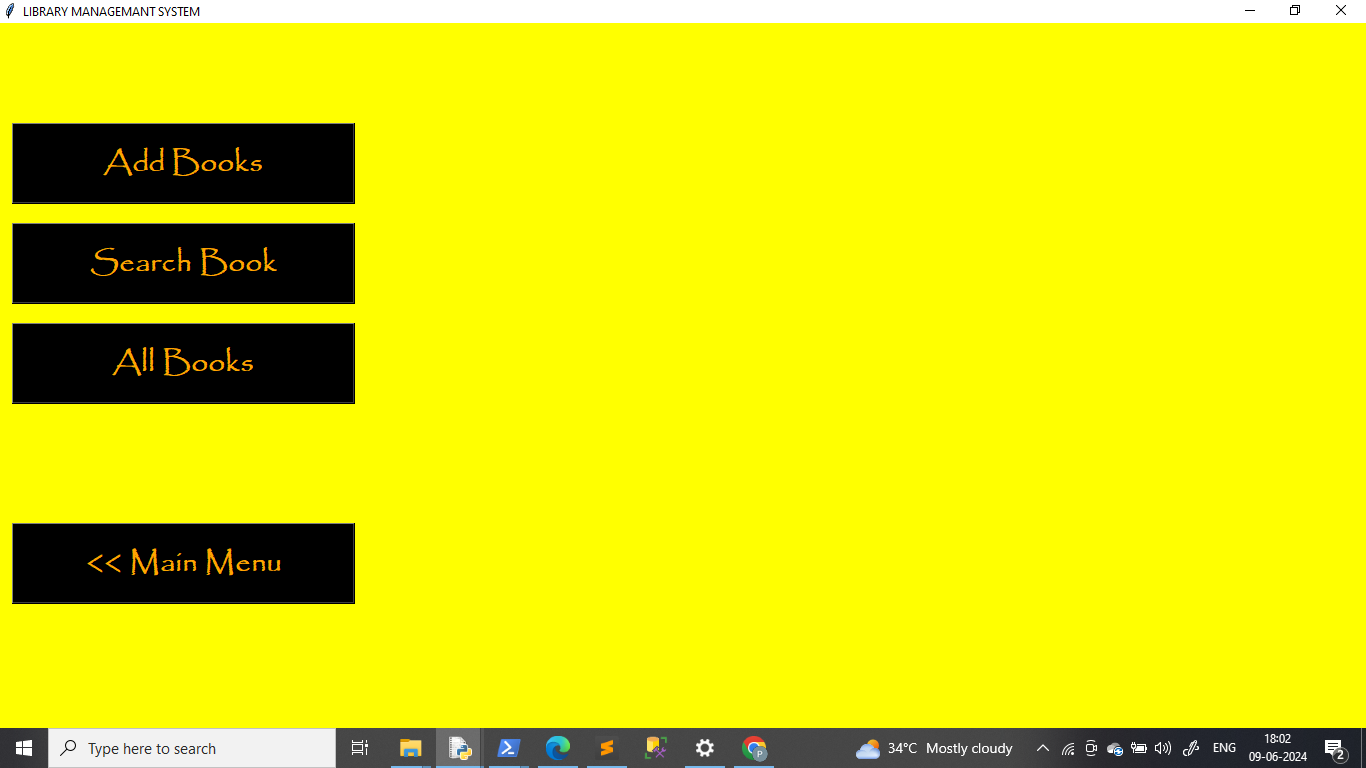 LIBRARY MANAGEMANT SYSTEM
Add Books
Search Book
All Books
<< Main Menu
Type here to search
34°C Mostly cloudy
ENG
18:02
09-06-2024
2
P